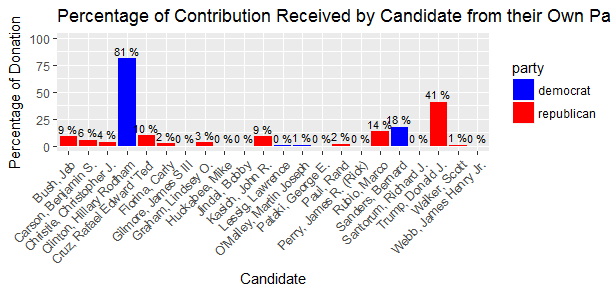 Percentage of Contribution Received by Candidate from their Own Pa
Percentage of Donation
100
75
50
25
0
9 %
6 %
4 %
81 %
10 %
2 %
0 %
3 %
0 %
0 %
9 %
0 %
1 %
0 %
2 %
0 %
14 %
18 %
0 %
41 %
1 %
0 %
Bush, Jeb
Carson, Benjamin S.
Christie, Christopher J.
Clinton, Hillary Rodham
Cruz, Rafael Edward 'Ted'
Fiorina, Carly
Gilmore, James S III
Graham, Lindsey O.
Huckabee, Mike
Jindal, Bobby
Kasich, John R.
Lessig, Lawrence
O'Malley, Martin Joseph
Pataki, George E.
Paul, Rand
Perry, James R. (Rick)
Rubio, Marco
Sanders, Bernard
Santorum, Richard J.
Trump, Donald J.
Walker, Scott
Webb, James Henry Jr.
Candidate
party
democrat
republican